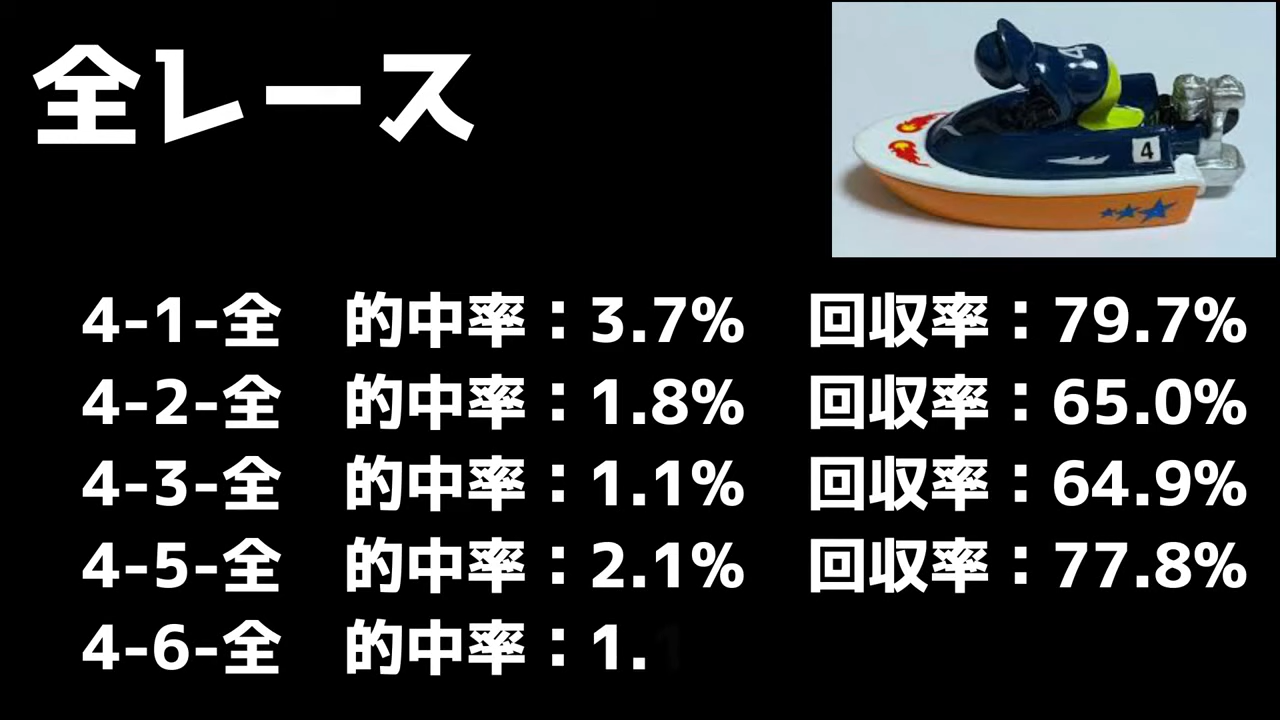 全レース
4
4
4-1-全 的中率：3.7% 回収率：79.7%
4-2-全 的中率：1.8% 回収率：65.0%
4-3-全 的中率：1.1% 回収率：64.9%
4-5-全 的中率：2.1% 回収率：77.8%
4-6-全 的中率：1.1